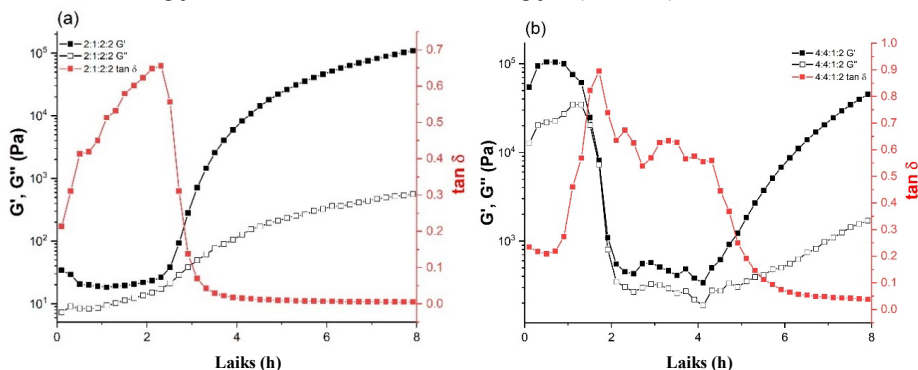 (a)
2:1:2:2 G'
2:1:2:2 G''
2:1:2:2 tan δ
G', G'' (Pa)
10⁵
10⁴
10³
10²
10¹
0 2 4 6 8
Laiks (h)
0.7
0.6
0.5
0.4
0.3
0.2
0.1
0.0
tan δ
(b)
4:4:1:2 G'
4:4:1:2 G''
4:4:1:2 tan δ
G', G'' (Pa)
10⁵
10⁴
10³
0 2 4 6 8
Laiks (h)
1.0
0.9
0.8
0.7
0.6
0.5
0.4
0.3
0.2
0.1
0.0
tan δ